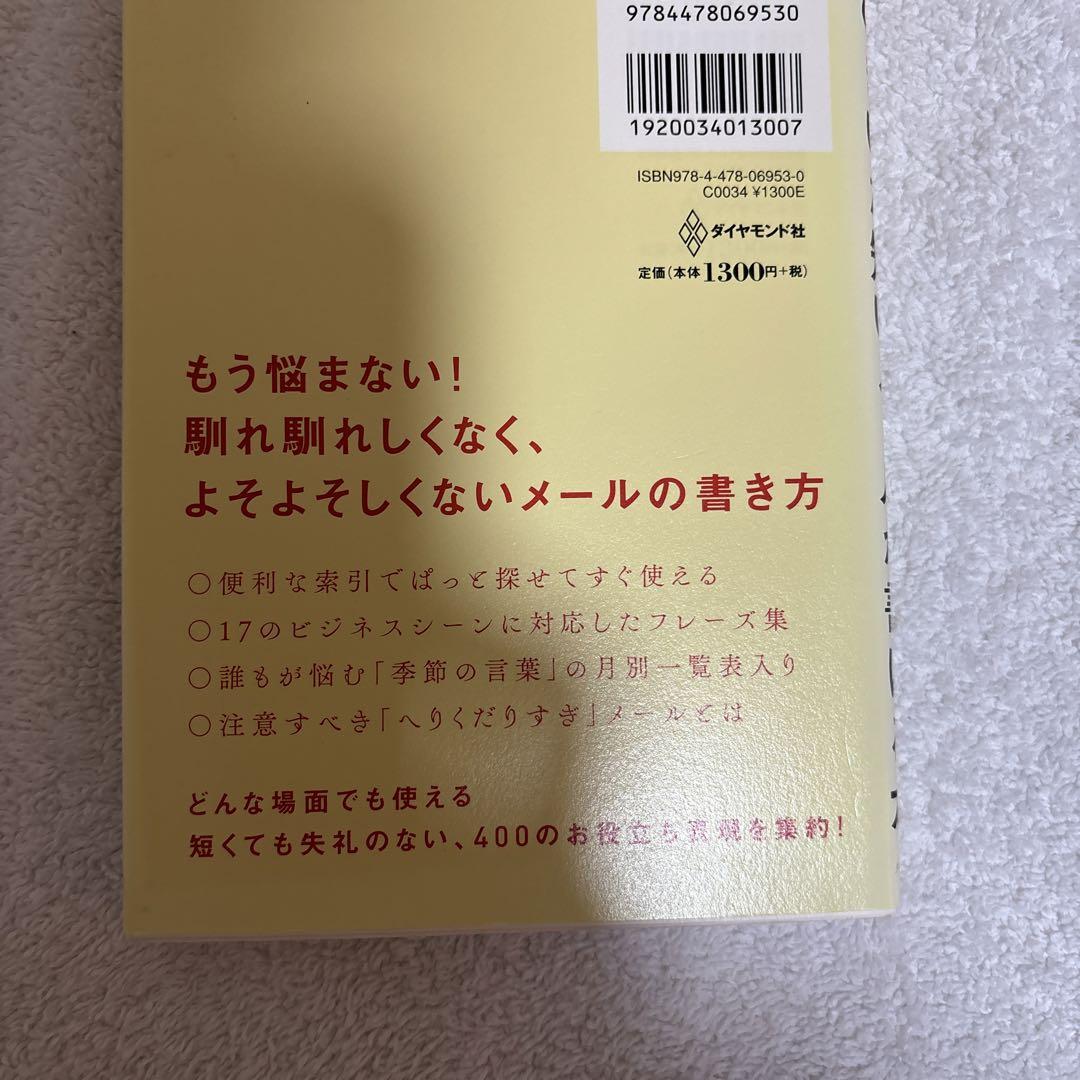 9784478069530
1920034013007
ISBN978-4-478-06953-0
C0034 ¥1300E
ダイヤモンド社
定価(本体1300円+税)
もう悩まない!
馴れ馴れしくなく、
よそよそしくないメールの書き方
○便利な索引でぱっと探せてすぐ使える
○17のビジネスシーンに対応したフレーズ集
○誰もが悩む「季節の言葉」の月別一覧表入り
○注意すべき「へりくだりすぎ」メールとは
どんな場面でも使える
短くても失礼のない、400のお役立ち表現を集約!